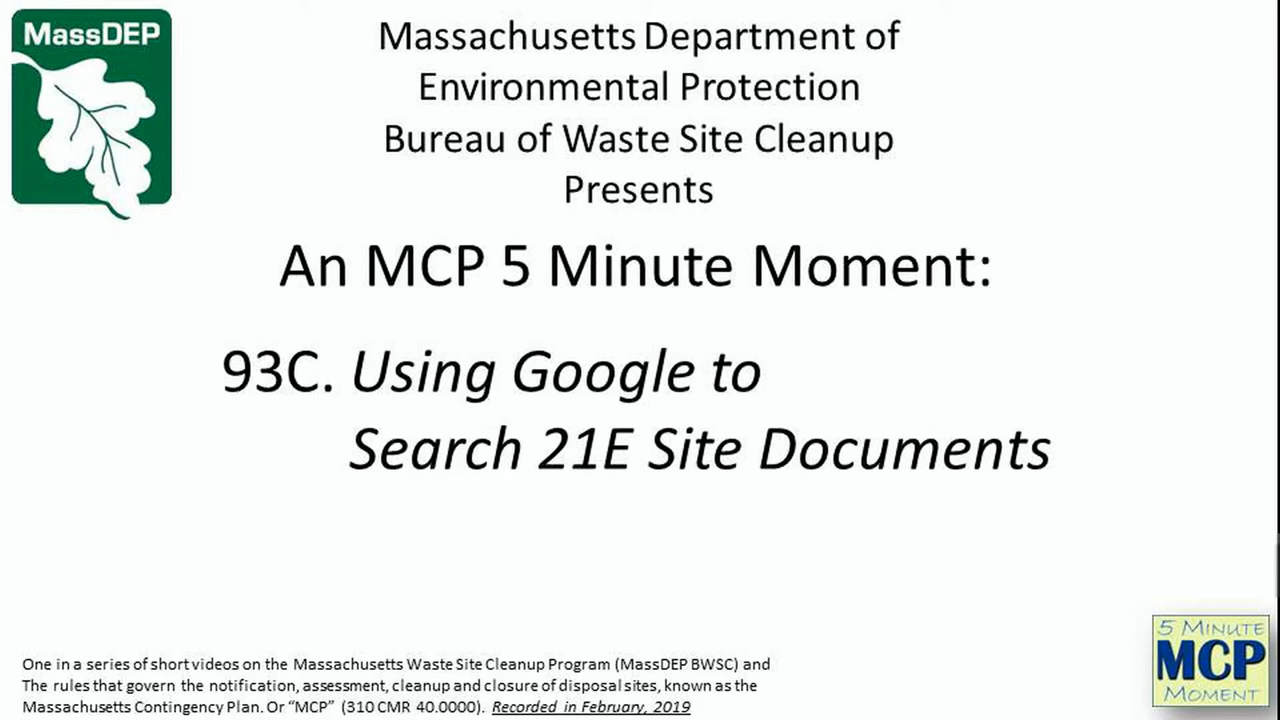 MassDEP
Massachusetts Department of
Environmental Protection
Bureau of Waste Site Cleanup
Presents
An MCP 5 Minute Moment:
93C. Using Google to
Search 21E Site Documents
One in a series of short videos on the Massachusetts Waste Site Cleanup Program (MassDEP BWSC) and
The rules that govern the notification, assessment, cleanup and closure of disposal sites, known as the
Massachusetts Contingency Plan. Or “MCP” (310 CMR 40.0000). Recorded in February, 2019
5 MINUTE
MCP
MOMENT